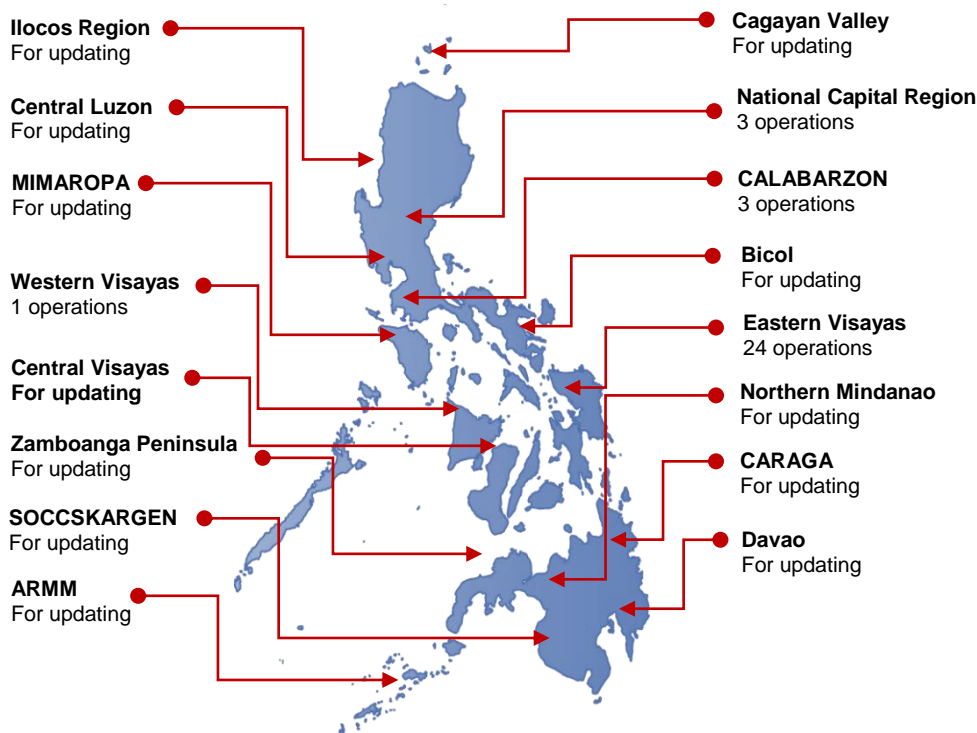 Ilocos Region
For updating
Central Luzon
For updating
MIMAROPA
For updating
Western Visayas
1 operations
Central Visayas
For updating
Zamboanga Peninsula
For updating
SOCCSKARGEN
For updating
ARMM
For updating
Cagayan Valley
For updating
National Capital Region
3 operations
CALABARZON
3 operations
Bicol
For updating
Eastern Visayas
24 operations
Northern Mindanao
For updating
CARAGA
For updating
Davao
For updating